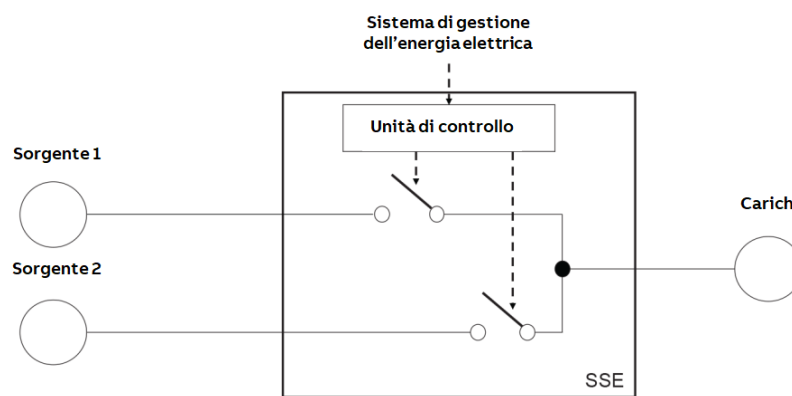 Sistema di gestione
dell'energia elettrica
Unità di controllo
Sorgente 1
Carich
Sorgente 2
SSE